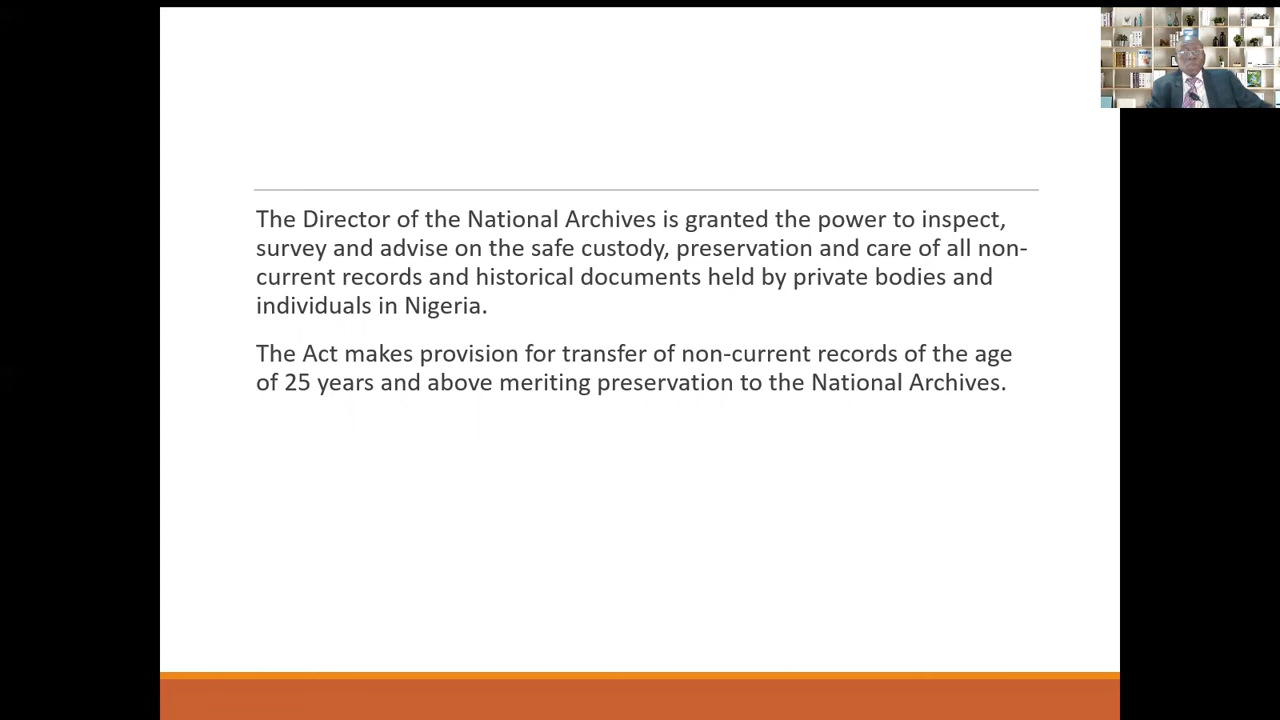 The Director of the National Archives is granted the power to inspect,
survey and advise on the safe custody, preservation and care of all non-
current records and historical documents held by private bodies and
individuals in Nigeria.
The Act makes provision for transfer of non-current records of the age
of 25 years and above meriting preservation to the National Archives.